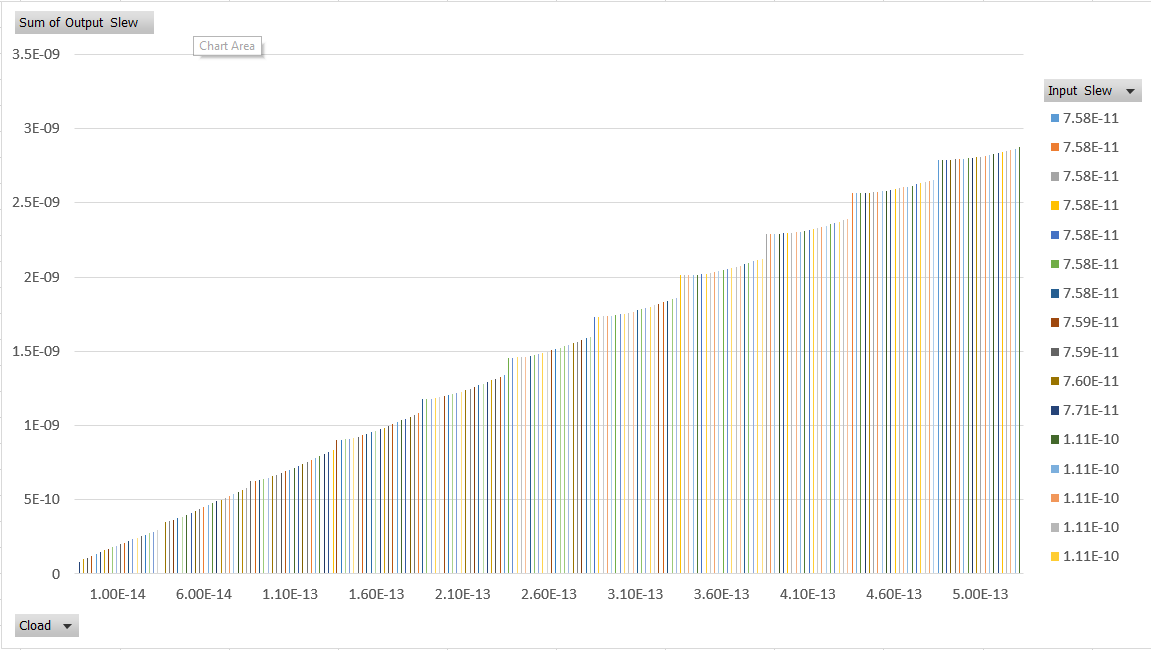 Sum of Output Slew
Chart Area
3.5E-09
3E-09
2.5E-09
2E-09
1.5E-09
1E-09
5E-10
0
1.00E-14 6.00E-14 1.10E-13 1.60E-13 2.10E-13 2.60E-13 3.10E-13 3.60E-13 4.10E-13 4.60E-13 5.00E-13
Cload
Input Slew
7.58E-11
7.58E-11
7.58E-11
7.58E-11
7.58E-11
7.58E-11
7.58E-11
7.59E-11
7.59E-11
7.60E-11
7.71E-11
1.11E-10
1.11E-10
1.11E-10
1.11E-10
1.11E-10